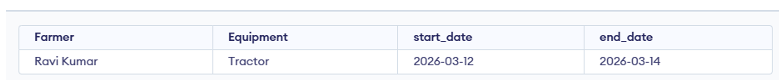 Farmer Equipment start_date end_date
Ravi Kumar Tractor 2026-03-12 2026-03-14